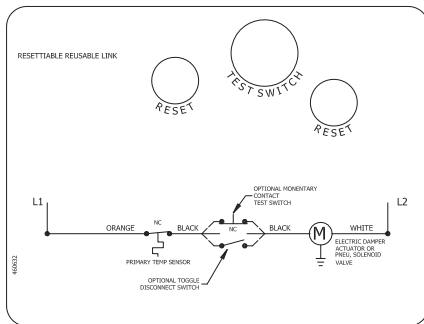 RESETTIABLE REUSABLE LINK
TEST SWITCH
RESET
RESET
OPTIONAL MONENTARY
CONTACT
TEST SWITCH
L1
L2
ORANGE
NC
BLACK
NC
BLACK
M
WHITE
PRIMARY TEMP SENSOR
ELECTRIC DAMPER
ACTUATOR OR
PNEU, SOLENOID
VALVE
OPTIONAL TOGGLE
DISCONNECT SWITCH
460632